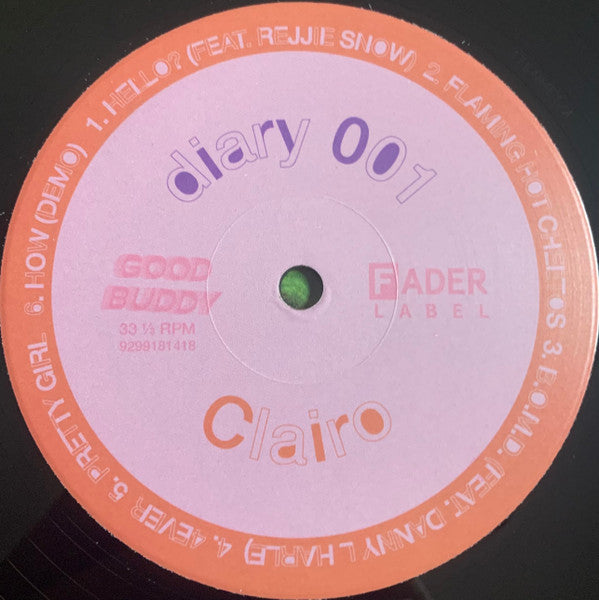 diary 001
GOOD
BUDDY
33 ⅓ RPM
9299181418
FADER
LABEL
Clairo
1. HELLO? (FEAT. REJJIE SNOW) 2. FLAMING HOT CHEETOS 3. B.O.M.D. (FEAT. DANNY L HARLE) 4. 4EVER 5. PRETTY GIRL 6. HOW (DEMO)